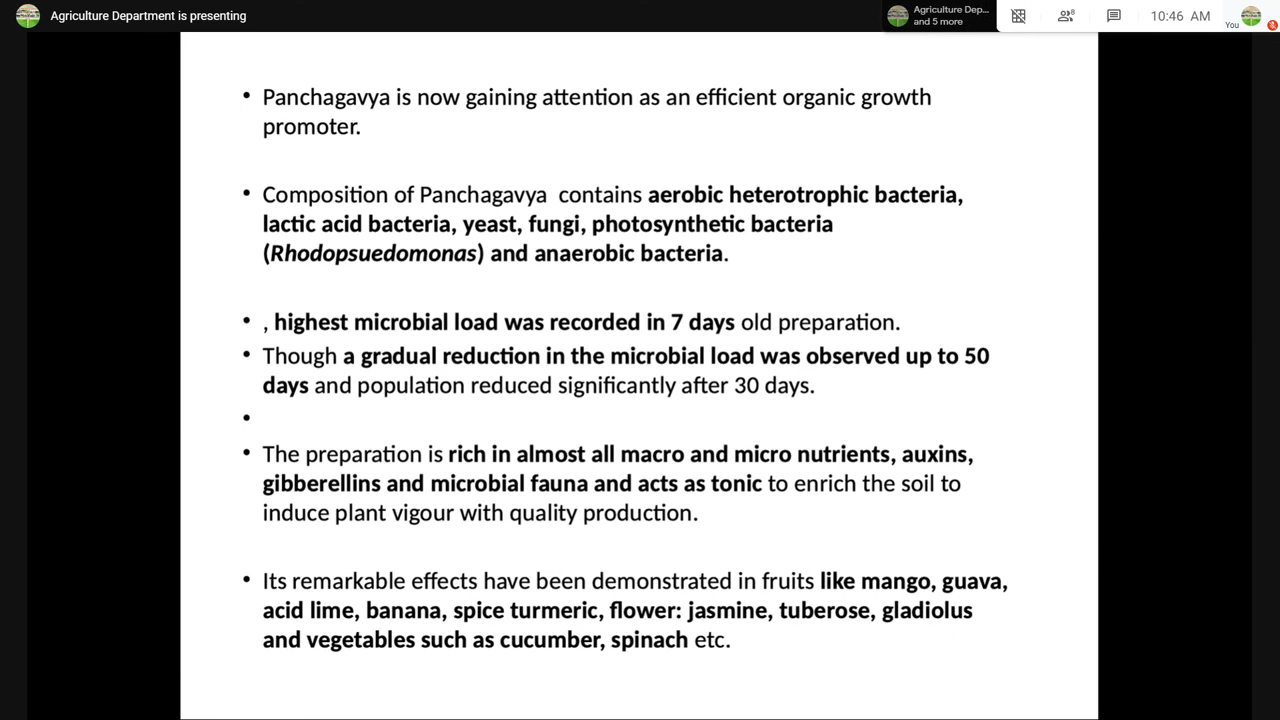 Agriculture Department is presenting
Agriculture Dep...
and 5 more
8
10:46 AM
You
• Panchagavya is now gaining attention as an efficient organic growth
promoter.
• Composition of Panchagavya  contains aerobic heterotrophic bacteria,
lactic acid bacteria, yeast, fungi, photosynthetic bacteria
(Rhodopsuedomonas) and anaerobic bacteria.
• , highest microbial load was recorded in 7 days old preparation.
• Though a gradual reduction in the microbial load was observed up to 50
days and population reduced significantly after 30 days.
•
• The preparation is rich in almost all macro and micro nutrients, auxins,
gibberellins and microbial fauna and acts as tonic to enrich the soil to
induce plant vigour with quality production.
• Its remarkable effects have been demonstrated in fruits like mango, guava,
acid lime, banana, spice turmeric, flower: jasmine, tuberose, gladiolus
and vegetables such as cucumber, spinach etc.